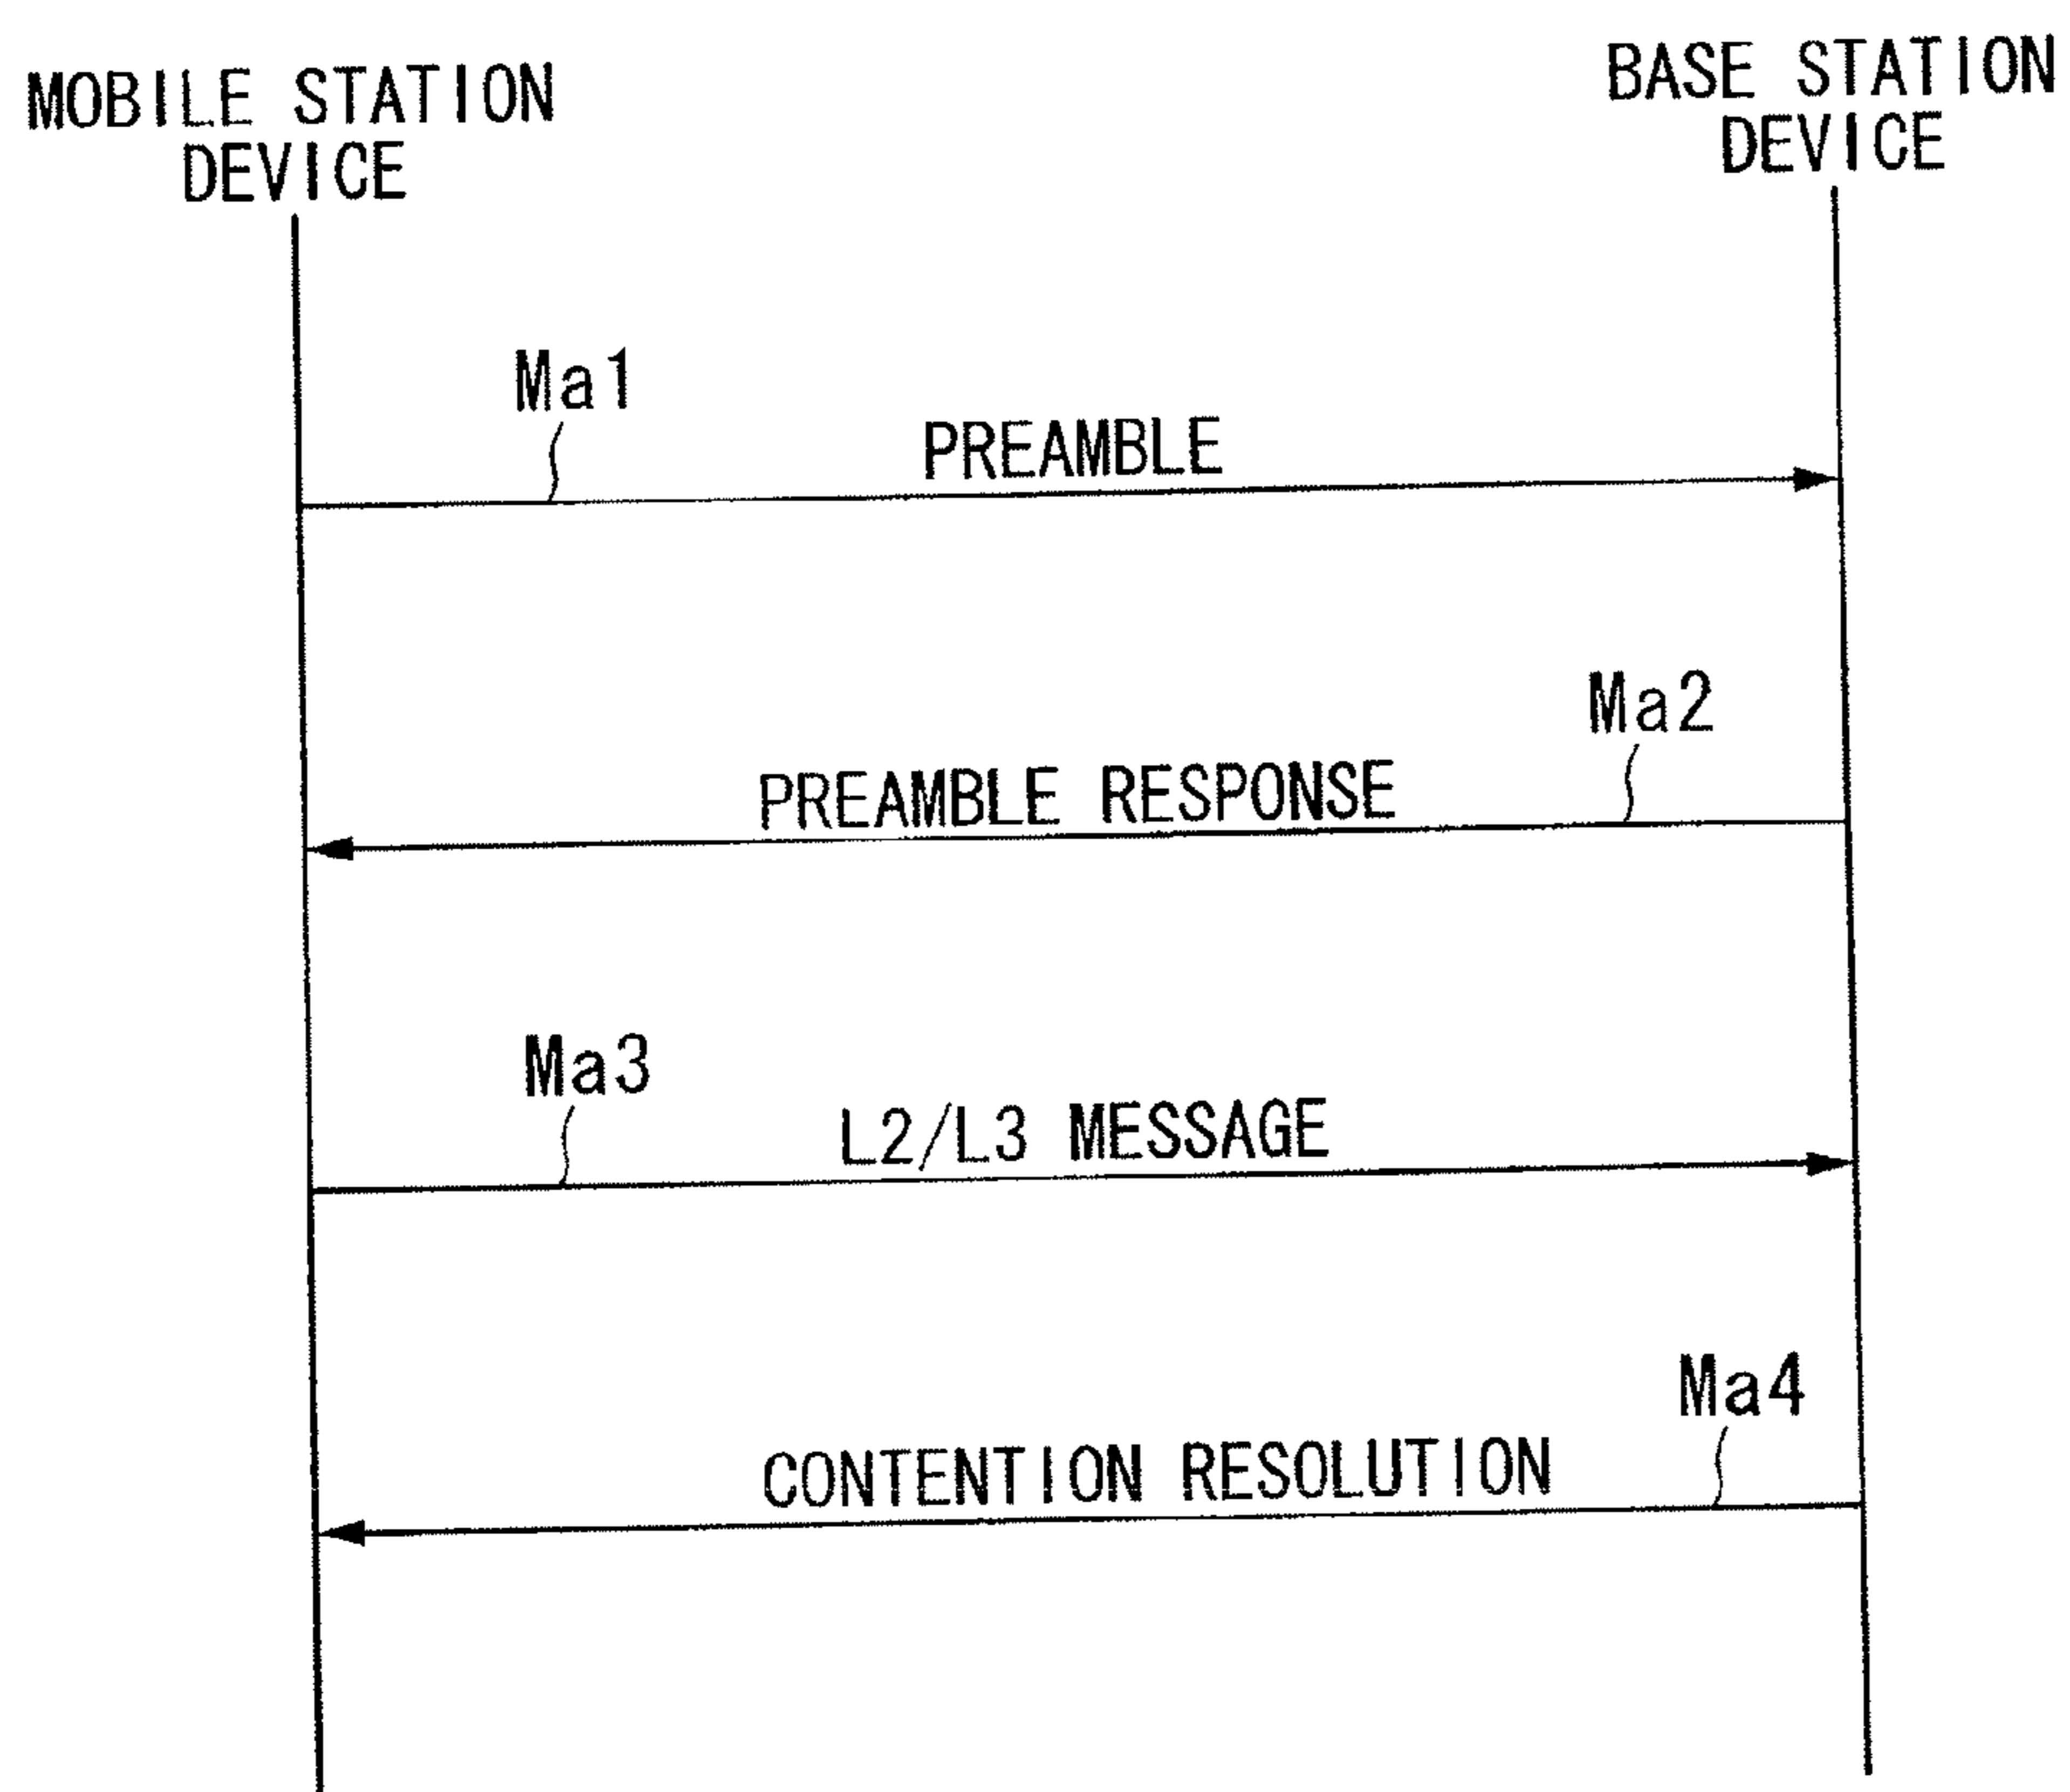 MOBILE STATION
DEVICE
BASE STATION
DEVICE
Ma1
PREAMBLE
Ma2
PREAMBLE RESPONSE
Ma3
L2/L3 MESSAGE
Ma4
CONTENTION RESOLUTION